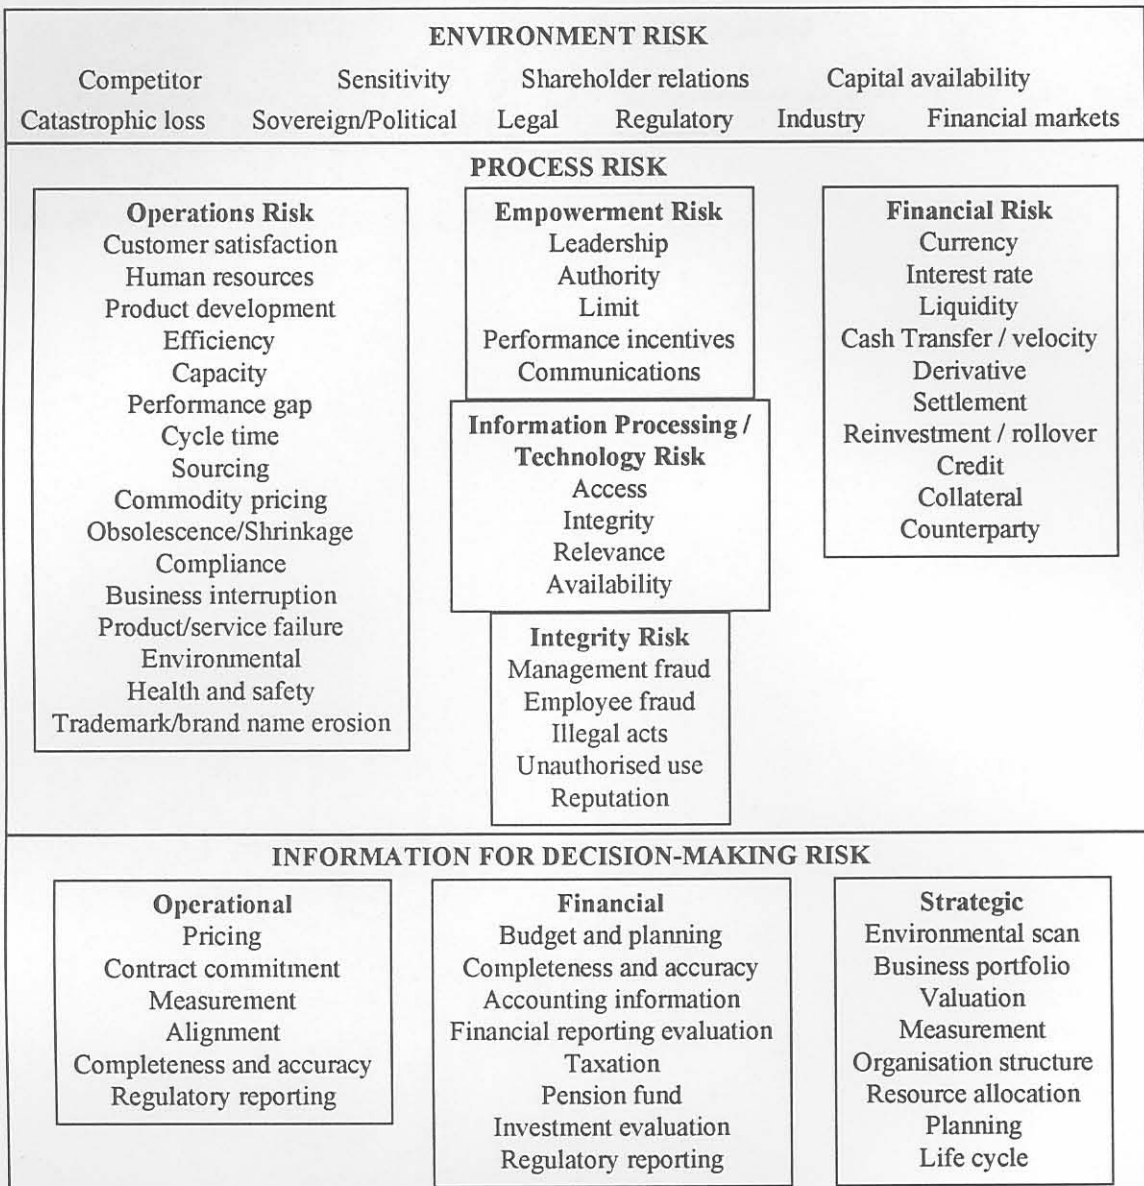 ENVIRONMENT RISK
Competitor Sensitivity Shareholder relations Capital availability
Catastrophic loss Sovereign/Political Legal Regulatory Industry Financial markets
PROCESS RISK
Operations Risk
Customer satisfaction
Human resources
Product development
Efficiency
Capacity
Performance gap
Cycle time
Sourcing
Commodity pricing
Obsolescence/Shrinkage
Compliance
Business interruption
Product/service failure
Environmental
Health and safety
Trademark/brand name erosion
Empowerment Risk
Leadership
Authority
Limit
Performance incentives
Communications
Information Processing /
Technology Risk
Access
Integrity
Relevance
Availability
Integrity Risk
Management fraud
Employee fraud
Illegal acts
Unauthorised use
Reputation
Financial Risk
Currency
Interest rate
Liquidity
Cash Transfer / velocity
Derivative
Settlement
Reinvestment / rollover
Credit
Collateral
Counterparty
INFORMATION FOR DECISION-MAKING RISK
Operational
Pricing
Contract commitment
Measurement
Alignment
Completeness and accuracy
Regulatory reporting
Financial
Budget and planning
Completeness and accuracy
Accounting information
Financial reporting evaluation
Taxation
Pension fund
Investment evaluation
Regulatory reporting
Strategic
Environmental scan
Business portfolio
Valuation
Measurement
Organisation structure
Resource allocation
Planning
Life cycle